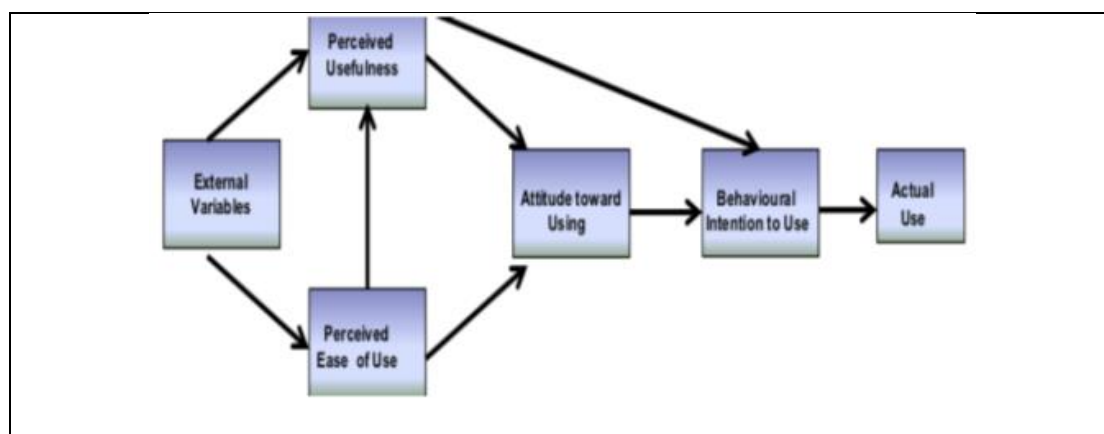 Perceived
Usefulness
External
Variables
Attitude toward
Using
Behavioural
Intention to Use
Actual
Use
Perceived
Ease of Use